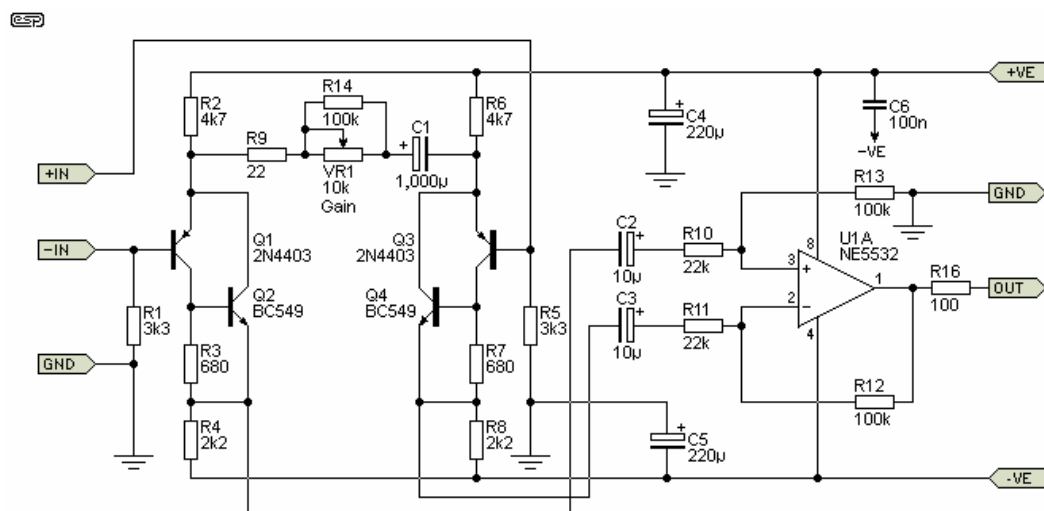 esp
R2
4k7
R14
100k
R9
22
VR1
10k
Gain
C1
+
1,000µ
R6
4k7
+
C4
220µ
+VE
C6
100n
-VE
+IN
R13
100k
GND
-IN
Q1
2N4403
Q3
2N4403
C2
+
10µ
R10
22k
U1A
NE5532
8
3
+
1
2
-
4
R16
100
OUT
Q2
BC549
Q4
BC549
C3
+
10µ
R11
22k
R1
3k3
R5
3k3
GND
R3
680
R7
680
R12
100k
R4
2k2
R8
2k2
+
C5
220µ
-VE